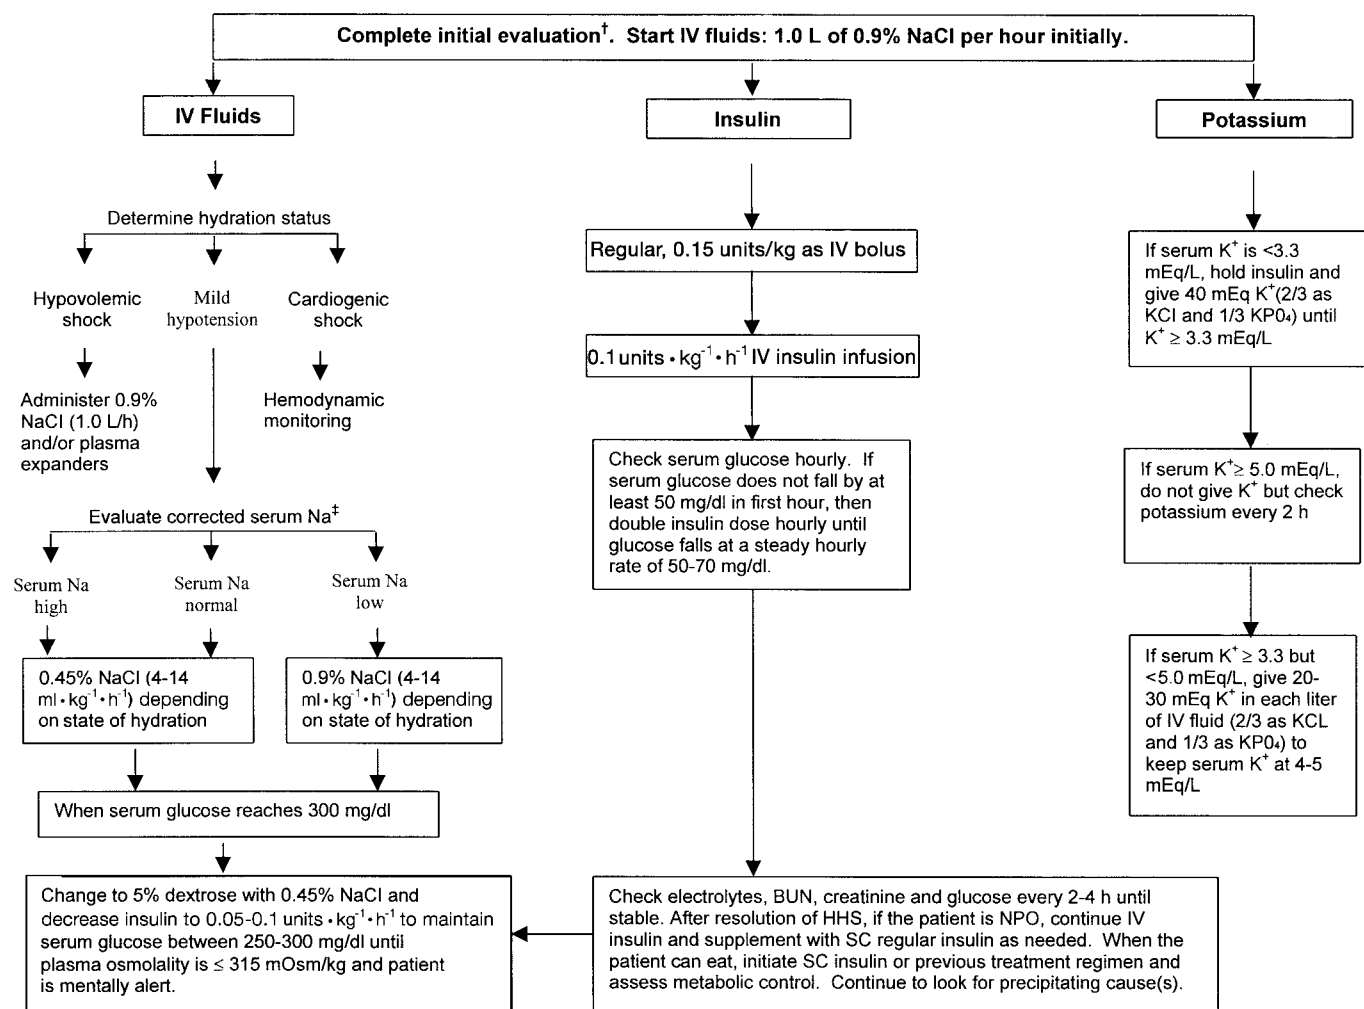 Complete initial evaluation†. Start IV fluids: 1.0 L of 0.9% NaCl per hour initially.
IV Fluids
Insulin
Potassium
Determine hydration status
Hypovolemic
shock
Mild
hypotension
Cardiogenic
shock
Administer 0.9%
NaCl (1.0 L/h)
and/or plasma
expanders
Hemodynamic
monitoring
Evaluate corrected serum Na‡
Serum Na
high
Serum Na
normal
Serum Na
low
0.45% NaCl (4-14
ml·kg⁻¹·h⁻¹) depending
on state of hydration
0.9% NaCl (4-14
ml·kg⁻¹·h⁻¹) depending
on state of hydration
When serum glucose reaches 300 mg/dl
Change to 5% dextrose with 0.45% NaCl and
decrease insulin to 0.05-0.1 units·kg⁻¹·h⁻¹ to maintain
serum glucose between 250-300 mg/dl until
plasma osmolality is ≤ 315 mOsm/kg and patient
is mentally alert.
Regular, 0.15 units/kg as IV bolus
0.1 units·kg⁻¹·h⁻¹ IV insulin infusion
Check serum glucose hourly. If
serum glucose does not fall by at
least 50 mg/dl in first hour, then
double insulin dose hourly until
glucose falls at a steady hourly
rate of 50-70 mg/dl.
Check electrolytes, BUN, creatinine and glucose every 2-4 h until
stable. After resolution of HHS, if the patient is NPO, continue IV
insulin and supplement with SC regular insulin as needed. When the
patient can eat, initiate SC insulin or previous treatment regimen and
assess metabolic control. Continue to look for precipitating cause(s).
If serum K⁺ is <3.3
mEq/L, hold insulin and
give 40 mEq K⁺(2/3 as
KCl and 1/3 KP0₄) until
K⁺ ≥ 3.3 mEq/L
If serum K⁺≥ 5.0 mEq/L,
do not give K⁺ but check
potassium every 2 h
If serum K⁺ ≥ 3.3 but
<5.0 mEq/L, give 20-
30 mEq K⁺ in each liter
of IV fluid (2/3 as KCL
and 1/3 as KP0₄) to
keep serum K⁺ at 4-5
mEq/L